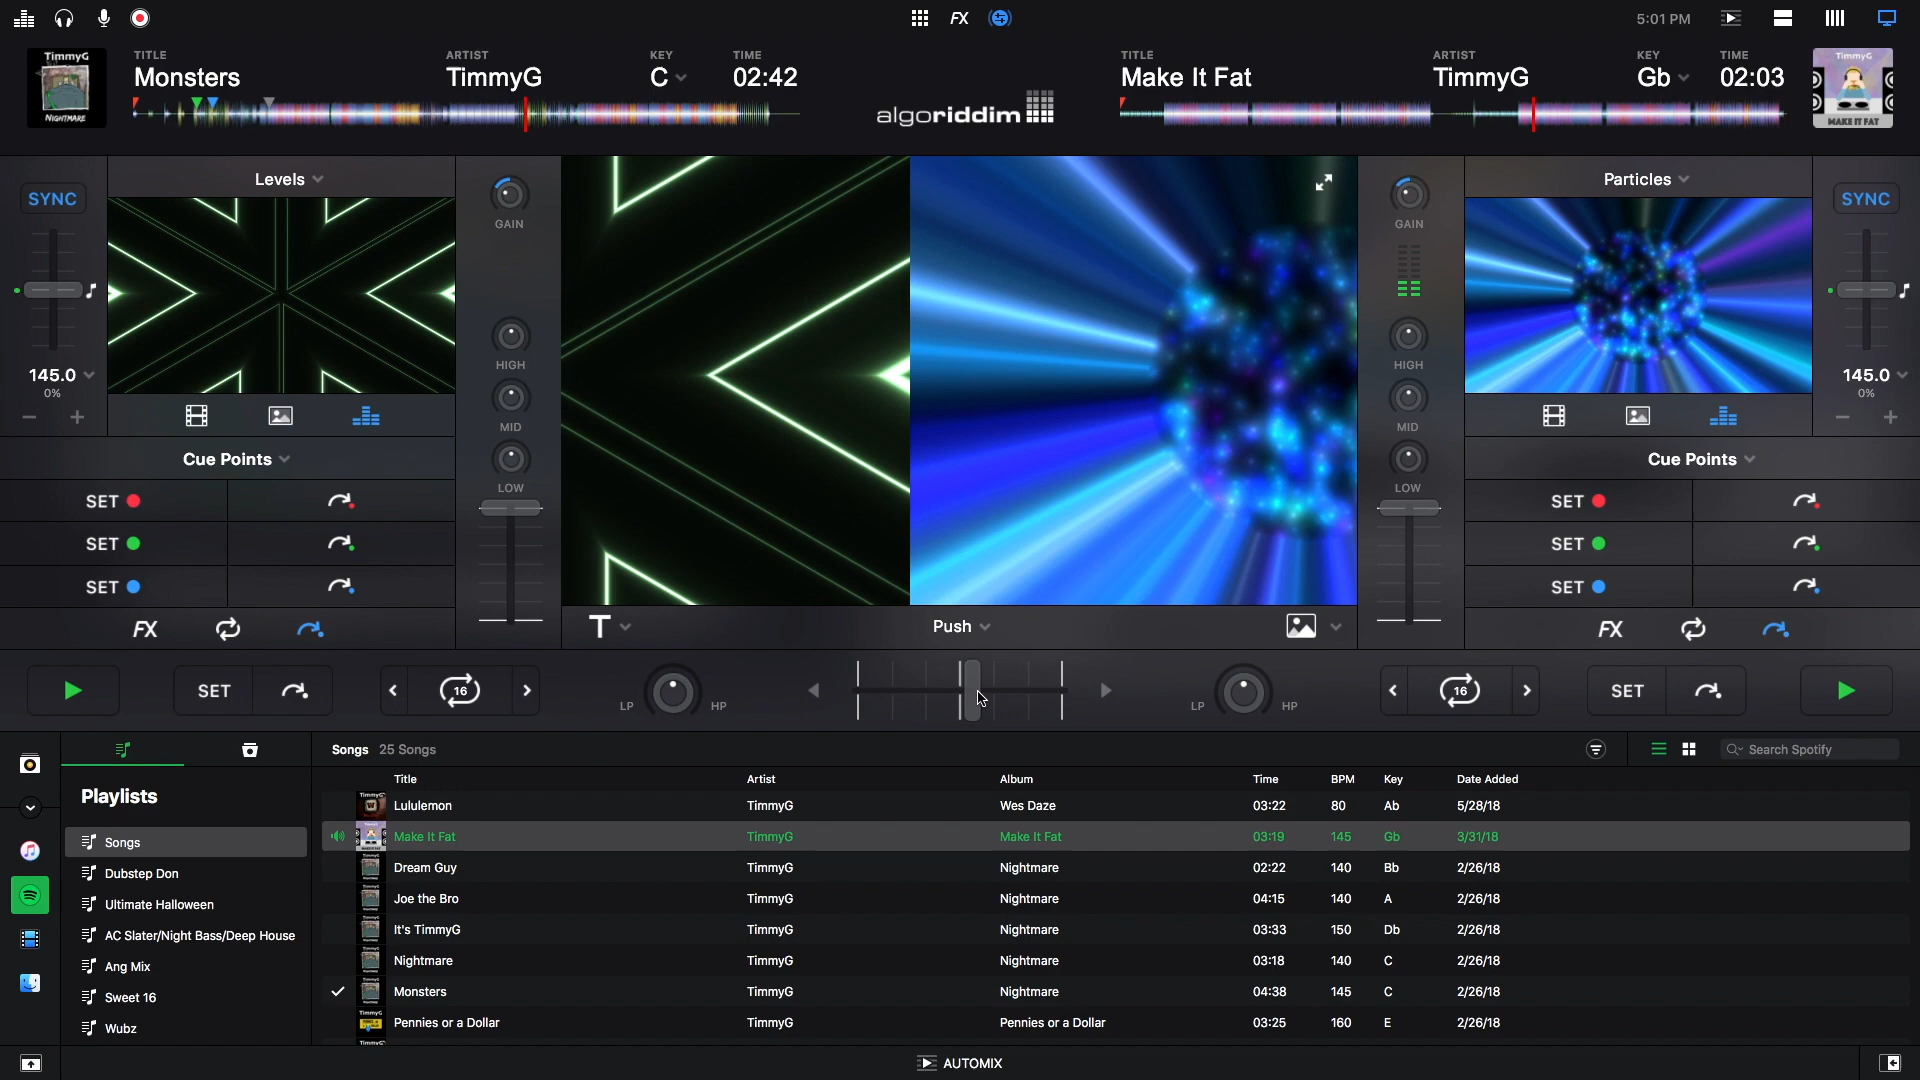 FX
5:01 PM
TimmyG
NIGHTMARE
TITLE ARTIST KEY TIME
Monsters TimmyG C 02:42
algoriddim
TITLE ARTIST KEY TIME
Make It Fat TimmyG Gb 02:03
TimmyG
MAKE IT FAT
SYNC
145.0
0%
Levels
GAIN
HIGH
MID
LOW
GAIN
HIGH
MID
LOW
Particles
SYNC
145.0
0%
Cue Points
SET
SET
SET
FX
T
Push
Cue Points
SET
SET
SET
FX
SET
16
LP HP
LP HP
16
SET
Playlists
Songs
Dubstep Don
Ultimate Halloween
AC Slater/Night Bass/Deep House
Ang Mix
Sweet 16
Wubz
Songs 25 Songs
Search Spotify
Title Artist Album Time BPM Key Date Added
Lululemon TimmyG Wes Daze 03:22 80 Ab 5/28/18
Make It Fat TimmyG Make It Fat 03:19 145 Gb 3/31/18
Dream Guy TimmyG Nightmare 02:22 140 Bb 2/26/18
Joe the Bro TimmyG Nightmare 04:15 140 A 2/26/18
It's TimmyG TimmyG Nightmare 03:33 150 Db 2/26/18
Nightmare TimmyG Nightmare 03:18 140 C 2/26/18
Monsters TimmyG Nightmare 04:38 145 C 2/26/18
Pennies or a Dollar TimmyG Pennies or a Dollar 03:25 160 E 2/26/18
AUTOMIX